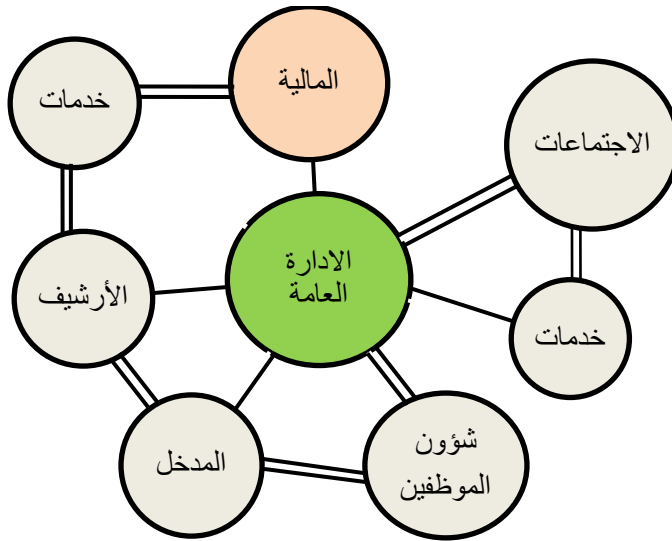 المالية
خدمات
الاجتماعات
الادارة
العامة
الأرشيف
خدمات
شؤون
الموظفين
المدخل